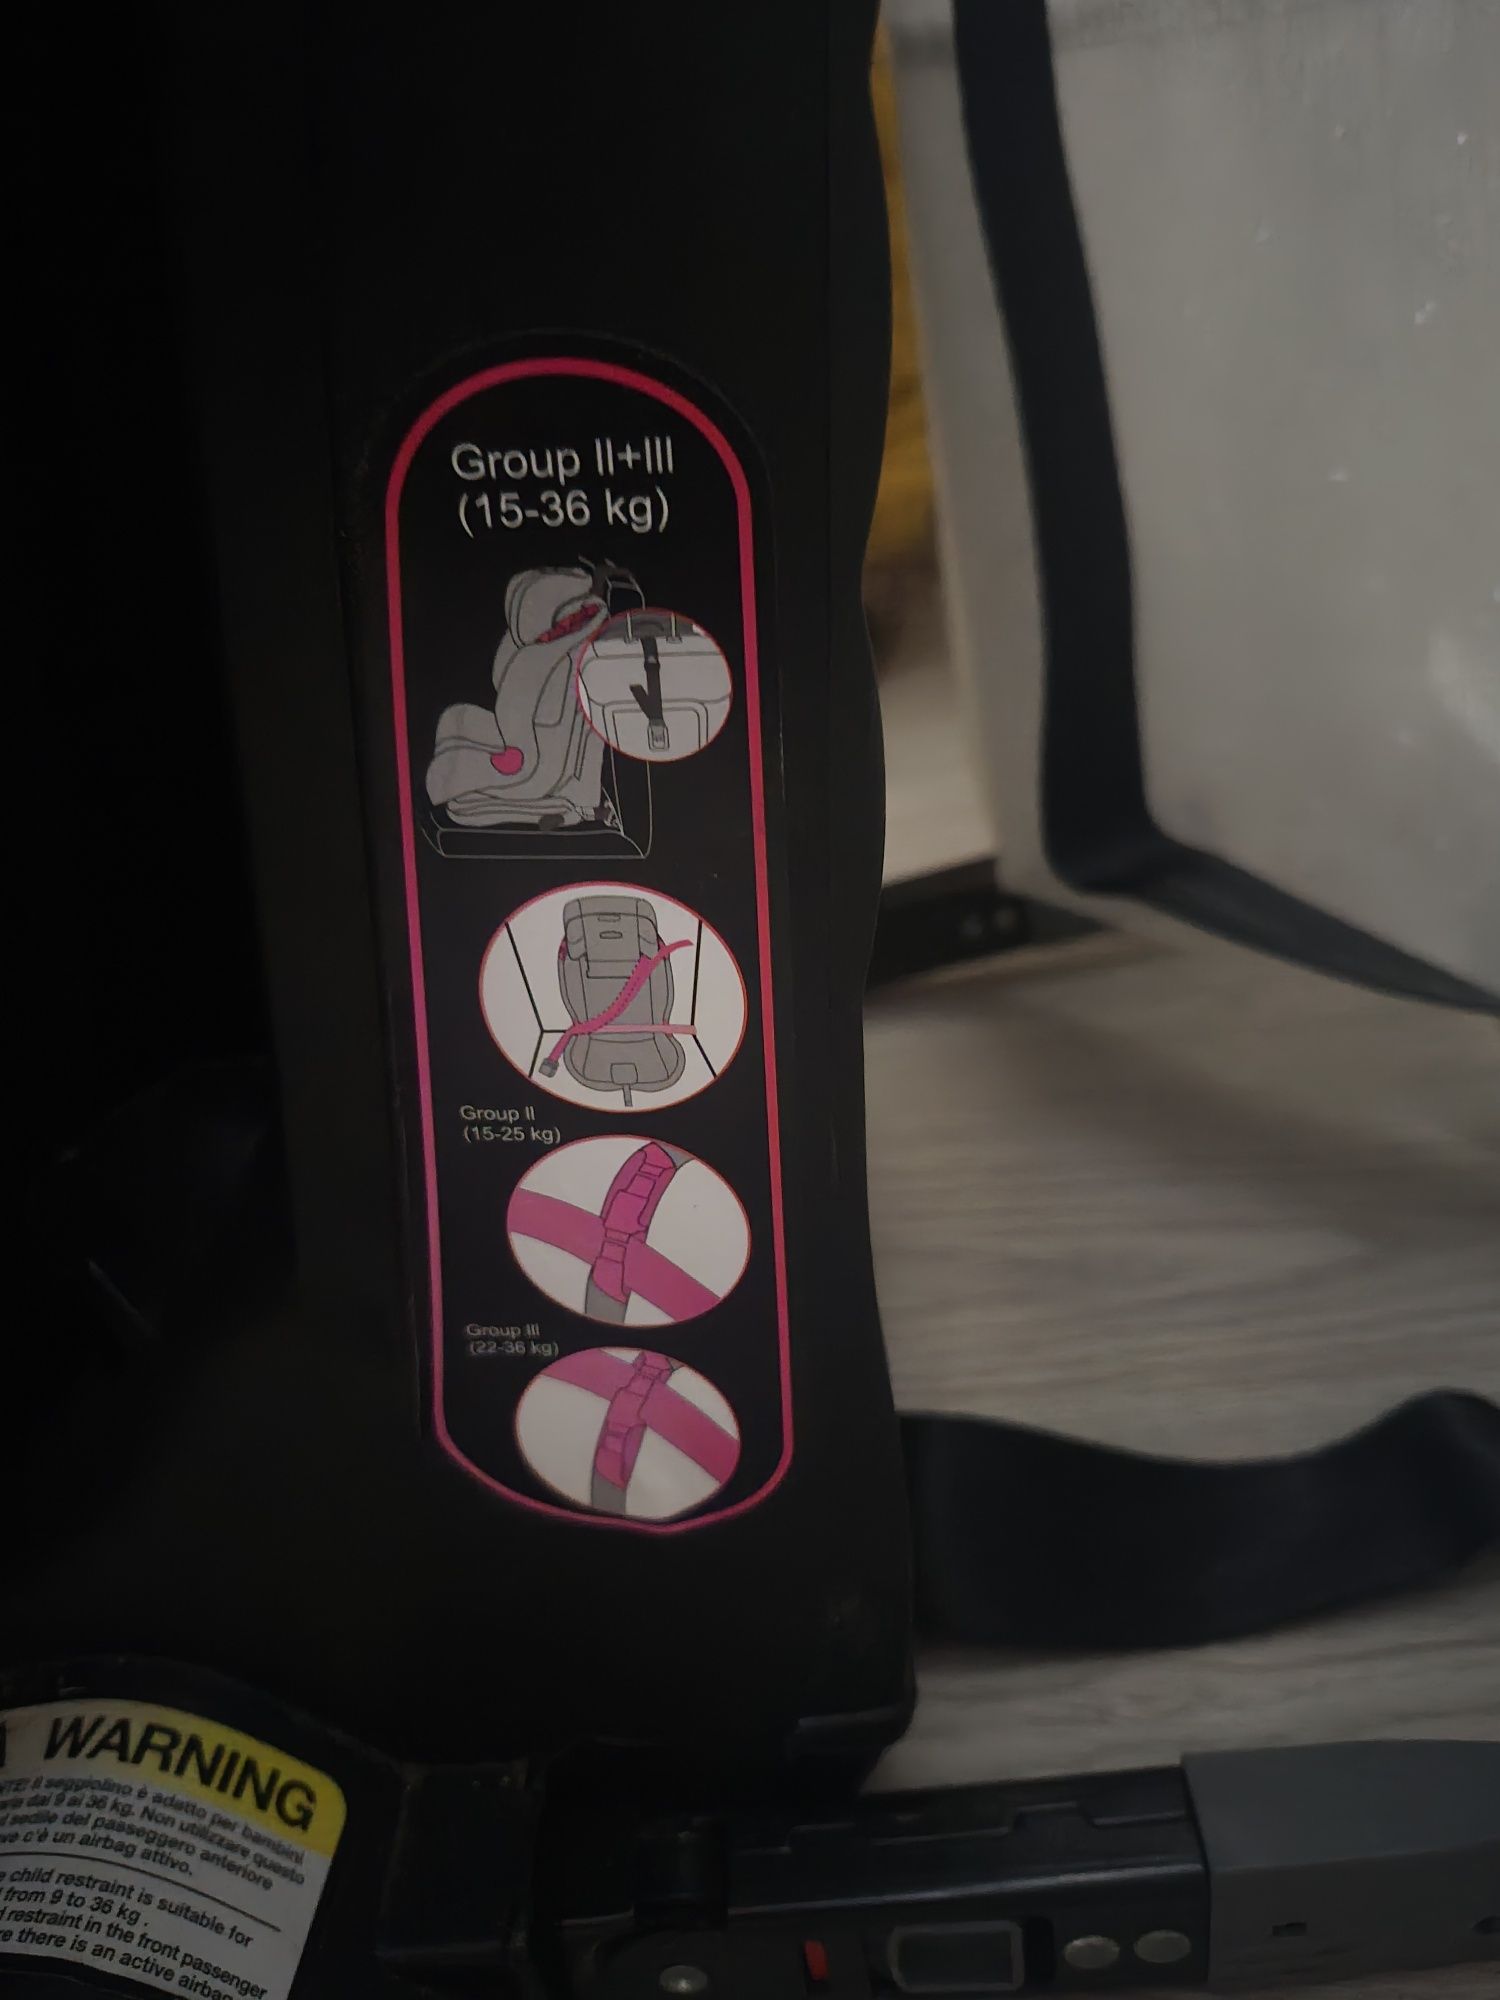 Group II+III
(15-36 kg)
Group II
(15-25 kg)
Group III
(22-36 kg)
WARNING
Il seggiolino è adatto per bambini
dal 9 ai 36 kg. Non utilizzare questo
sedile del passeggero anteriore
c'è un airbag attivo.
child restraint is suitable for
from 9 to 36 kg.
restraint in the front passenger
there is an active